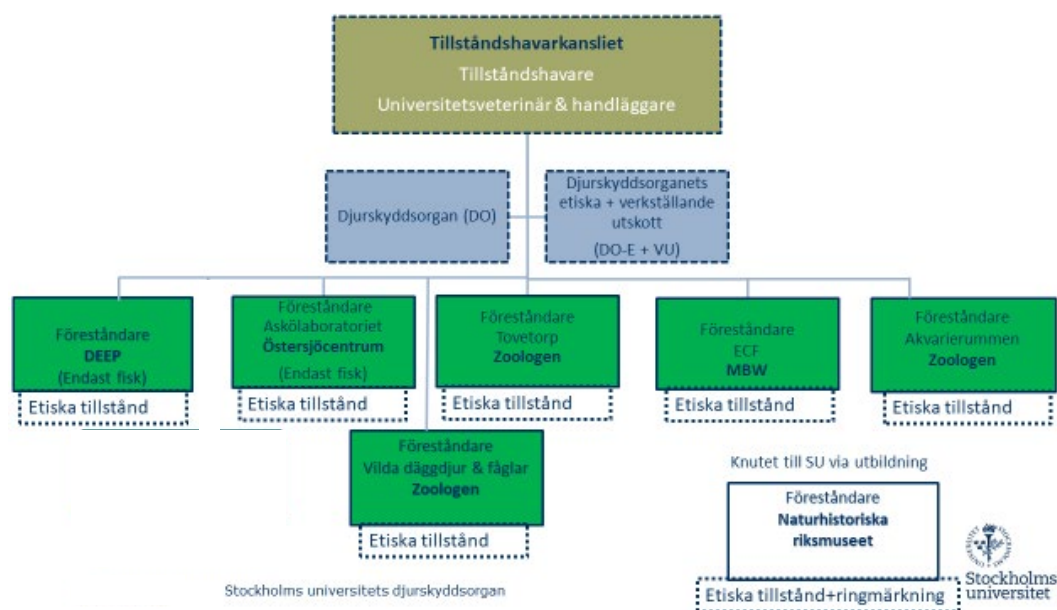 Tillståndshavarkansliet
Tillståndshavare
Universitetsveterinär & handläggare
Djurskyddsorgan (DO)
Djurskyddsorganets
etiska + verkställande
utskott
(DO-E + VU)
Föreståndare
DEEP
(Endast fisk)
Etiska tillstånd
Föreståndare
Askölaboratoriet
Östersjöcentrum
(Endast fisk)
Etiska tillstånd
Föreståndare
Tovetorp
Zoologen
Etiska tillstånd
Föreståndare
ECF
MBW
Etiska tillstånd
Föreståndare
Akvarierummen
Zoologen
Etiska tillstånd
Föreståndare
Vilda däggdjur & fåglar
Zoologen
Etiska tillstånd
Knutet till SU via utbildning
Föreståndare
Naturhistoriska
riksmuseet
Etiska tillstånd+ringmärkning
Stockholms universitets djurskyddsorgan
Stockholms
universitet